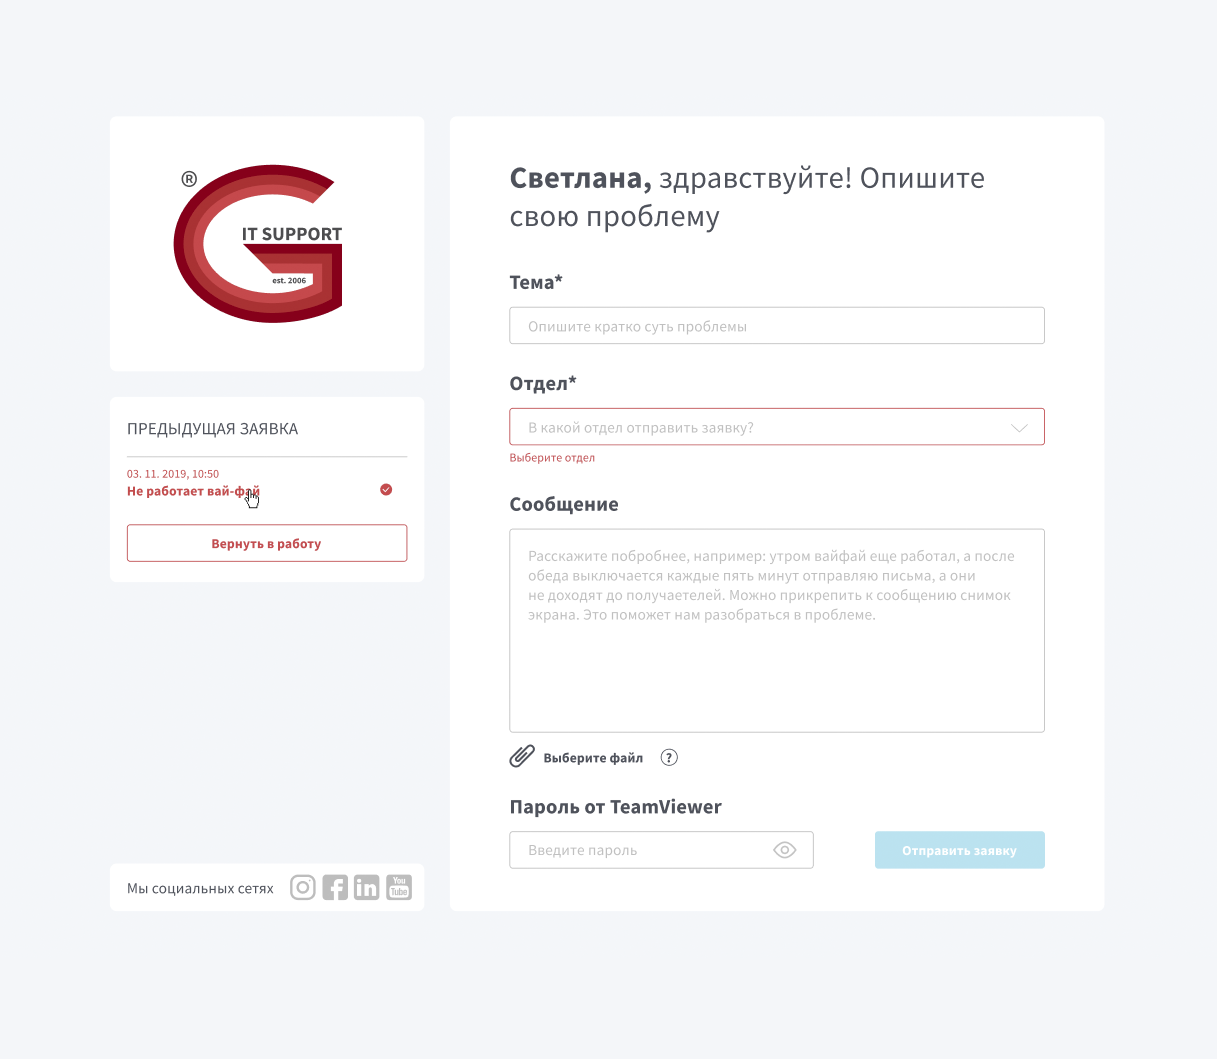 ®
IT SUPPORT
est. 2006
ПРЕДЫДУЩАЯ ЗАЯВКА
03. 11. 2019, 10:50
Не работает вай-фай
Вернуть в работу
Мы социальных сетях
in
You
Tube
Светлана, здравствуйте! Опишите
свою проблему
Тема*
Опишите кратко суть проблемы
Отдел*
В какой отдел отправить заявку?
Выберите отдел
Сообщение
Расскажите побробнее, например: утром вайфай еще работал, а после
обеда выключается каждые пять минут отправляю письма, а они
не доходят до получаетелей. Можно прикрепить к сообщению снимок
экрана. Это поможет нам разобраться в проблеме.
Выберите файл ?
Пароль от TeamViewer
Введите пароль
Отправить заявку